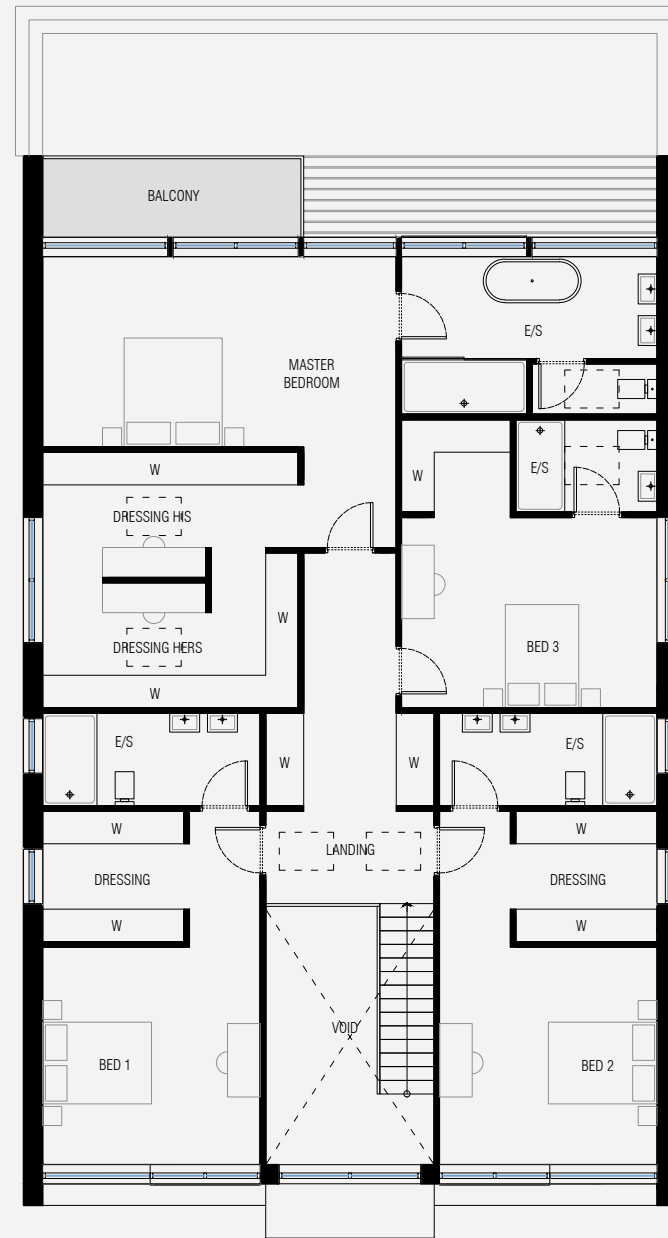 BALCONY
E/S
MASTER
BEDROOM
W
E/S
W
DRESSING HIS
W
BED 3
DRESSING HERS
W
E/S
E/S
W
W
LANDING
W
W
DRESSING
DRESSING
W
W
VOID
BED 1
BED 2